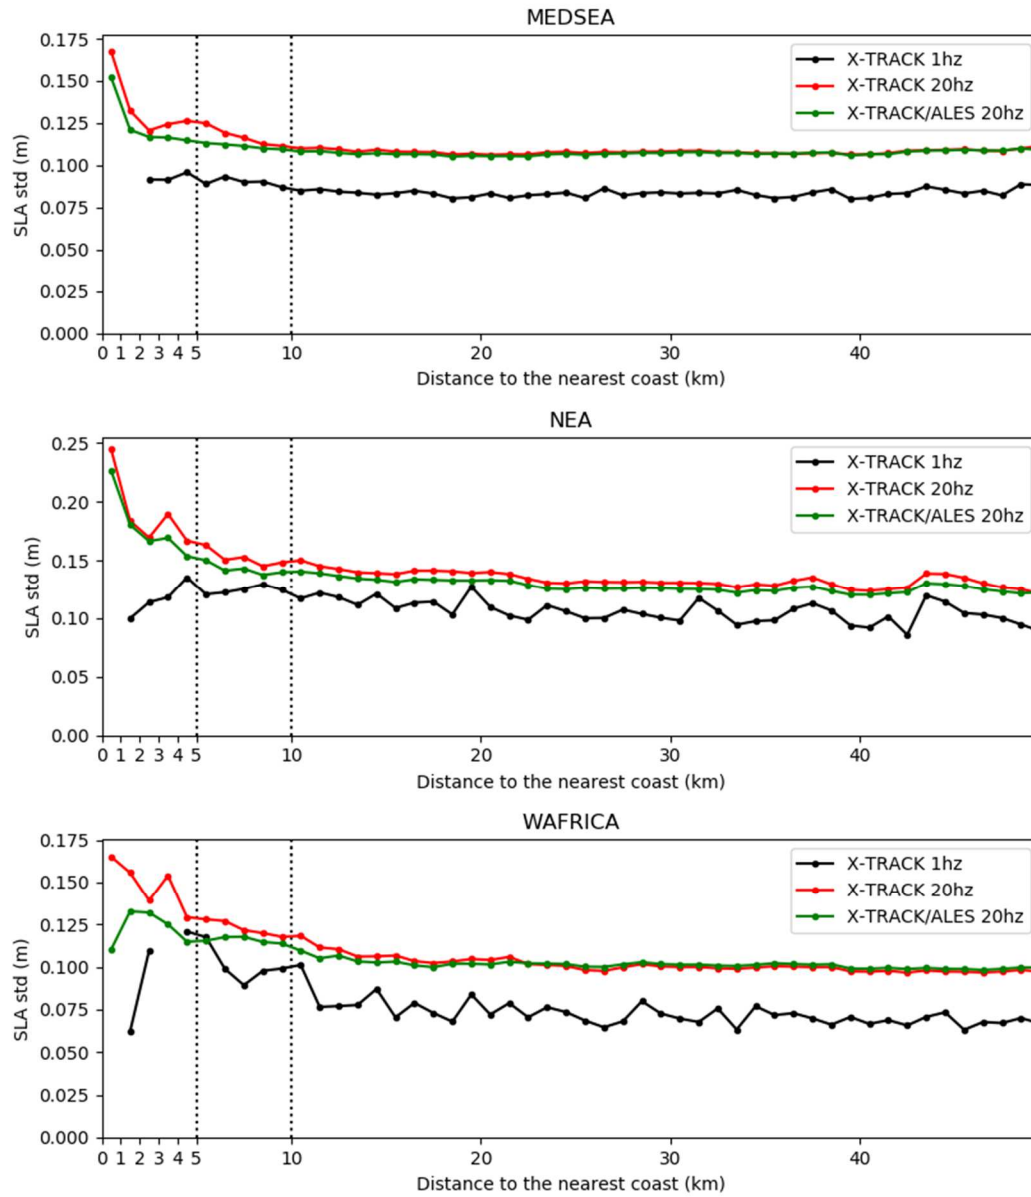 MEDSEA
0.175
0.150
0.125
0.100
0.075
0.050
0.025
0.000
SLA std (m)
X-TRACK 1hz
X-TRACK 20hz
X-TRACK/ALES 20hz
0 1 2 3 4 5 10 20 30 40
Distance to the nearest coast (km)
NEA
0.25
0.20
0.15
0.10
0.05
0.00
SLA std (m)
X-TRACK 1hz
X-TRACK 20hz
X-TRACK/ALES 20hz
0 1 2 3 4 5 10 20 30 40
Distance to the nearest coast (km)
WAFRICA
0.175
0.150
0.125
0.100
0.075
0.050
0.025
0.000
SLA std (m)
X-TRACK 1hz
X-TRACK 20hz
X-TRACK/ALES 20hz
0 1 2 3 4 5 10 20 30 40
Distance to the nearest coast (km)